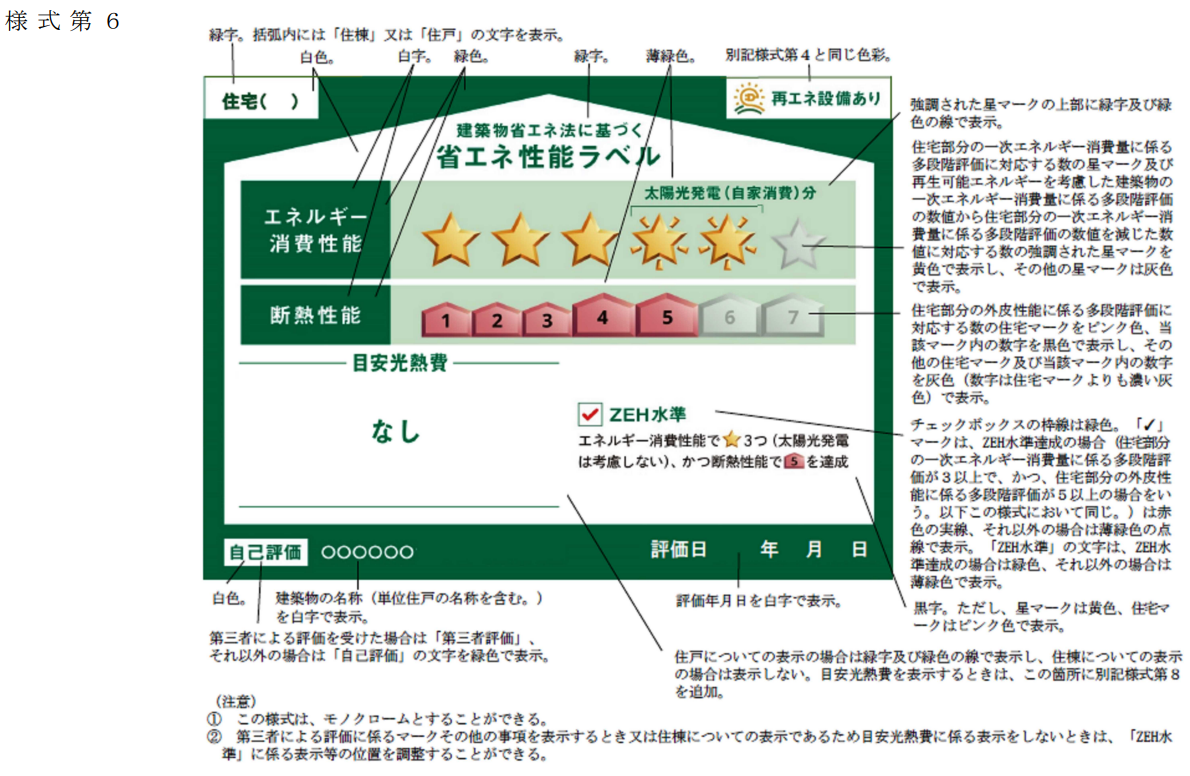 様式第6
緑字。括弧内には「住棟」又は「住戸」の文字を表示。
白色。
白字。
緑色。
緑字。
薄緑色。
別記様式第4と同じ色彩。
住宅( )
再エネ設備あり
建築物省エネ法に基づく
省エネ性能ラベル
エネルギー
消費性能
太陽光発電(自家消費)分
断熱性能
1 2 3 4 5 6 7
目安光熱費
なし
ZEH水準
エネルギー消費性能で★3つ(太陽光発電
は考慮しない)、かつ断熱性能で5を達成
自己評価
○○○○○○
評価日 年 月 日
強調された星マークの上部に緑字及び緑
色の線で表示。
住宅部分の一次エネルギー消費量に係る
多段階評価に対応する数の星マーク及び
再生可能エネルギーを考慮した建築物の
一次エネルギー消費量に係る多段階評価
の数値から住宅部分の一次エネルギー消
費量に係る多段階評価の数値を減じた数
値に対応する数の強調された星マークを
黄色で表示し、その他の星マークは灰色
で表示。
住宅部分の外皮性能に係る多段階評価に
対応する数の住宅マークをピンク色、当
該マーク内の数字を黒色で表示し、その
他の住宅マーク及び当該マーク内の数字
を灰色(数字は住宅マークよりも濃い灰
色)で表示。
チェックボックスの枠線は緑色。「✓」
マークは、ZEH水準達成の場合(住宅部分
の一次エネルギー消費量に係る多段階評
価が3以上で、かつ、住宅部分の外皮性
能に係る多段階評価が5以上の場合をい
う。以下この様式において同じ。)は赤
色の実線、それ以外の場合は薄緑色の点
線で表示。「ZEH水準」の文字は、ZEH水
準達成の場合は緑色、それ以外の場合は
薄緑色で表示。
黒字。ただし、星マークは黄色、住宅マ
ークはピンク色で表示。
白色。
建築物の名称(単位住戸の名称を含む。)
を白字で表示。
評価年月日を白字で表示。
第三者による評価を受けた場合は「第三者評価」、
それ以外の場合は「自己評価」の文字を緑色で表示。
住戸についての表示の場合は緑字及び緑色の線で表示し、住棟についての表示
の場合は表示しない。目安光熱費を表示するときは、この箇所に別記様式第8
を追加。
(注意)
① この様式は、モノクロームとすることができる。
② 第三者による評価に係るマークその他の事項を表示するとき又は住棟についての表示であるため目安光熱費に係る表示をしないときは、「ZEH水
準」に係る表示等の位置を調整することができる。